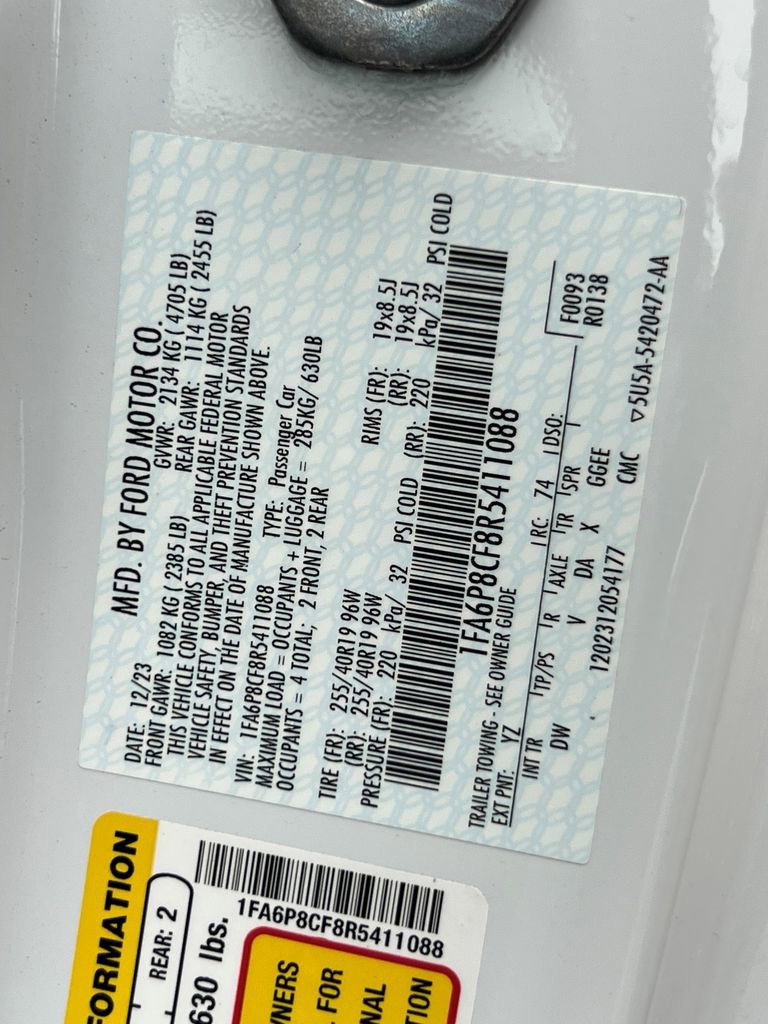 MFD. BY FORD MOTOR CO.
DATE: 12/23 GVWR: 2134 KG ( 4705 LB)
FRONT GAWR: 1082 KG ( 2385 LB) REAR GAWR: 1114 KG ( 2455 LB)
THIS VEHICLE CONFORMS TO ALL APPLICABLE FEDERAL MOTOR
VEHICLE SAFETY, BUMPER, AND THEFT PREVENTION STANDARDS
IN EFFECT ON THE DATE OF MANUFACTURE SHOWN ABOVE.
VIN: 1FA6P8CF8R5411088 TYPE: Passenger Car
MAXIMUM LOAD = OCCUPANTS + LUGGAGE = 285KG/ 630LB
OCCUPANTS = 4 TOTAL; 2 FRONT, 2 REAR
TIRE (FR): 255/40R19 96W RIMS (FR): 19x8.5J
(RR): 255/40R19 96W (RR): 19x8.5J
PRESSURE (FR): 220 kPa/ 32 PSI COLD (RR): 220 kPa/ 32 PSI COLD
1FA6P8CF8R5411088
TRAILER TOWING - SEE OWNER GUIDE
EXT PNT: YZ RC: 74 DSO: F0093
INT TR TP/PS R AXLE TR SPR R0138
DW V DA X GGEE
1202312054177 CMC ▽5U5A-5420472-AA
FORMATION
REAR: 2
630 lbs.
1FA6P8CF8R5411088
WNERS
FOR
NAL
TION